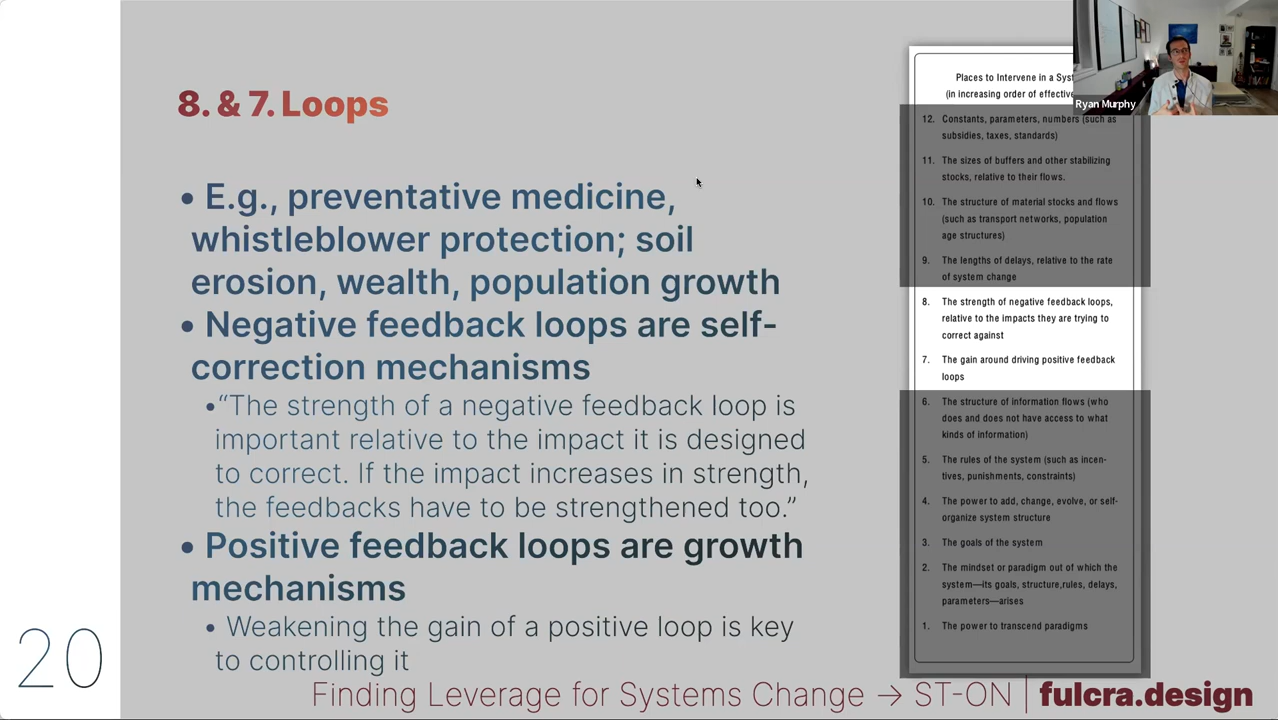 8. & 7. Loops
• E.g., preventative medicine,
whistleblower protection; soil
erosion, wealth, population growth
• Negative feedback loops are self-
correction mechanisms
•“The strength of a negative feedback loop is
important relative to the impact it is designed
to correct. If the impact increases in strength,
the feedbacks have to be strengthened too.”
• Positive feedback loops are growth
mechanisms
• Weakening the gain of a positive loop is key
to controlling it
20
Places to Intervene in a
(in increasing order of
12. Constants, parameters, numbers (such as
subsidies, taxes, standards)
11. The sizes of buffers and other stabilizing
stocks, relative to their flows.
10. The structure of material stocks and flows
(such as transport networks, population
age structures)
9. The lengths of delays, relative to the rate
of system change
8. The strength of negative feedback loops,
relative to the impacts they are trying to
correct against
7. The gain around driving positive feedback
loops
6. The structure of information flows (who
does and does not have access to what
kinds of information)
5. The rules of the system (such as incen-
tives, punishments, constraints)
4. The power to add, change, evolve, or self-
organize system structure
3. The goals of the system
2. The mindset or paradigm out of which the
system—its goals, structure,rules, delays,
parameters—arises
1. The power to transcend paradigms
Ryan Murphy
Finding Leverage for Systems Change → ST-ON | fulcra.design